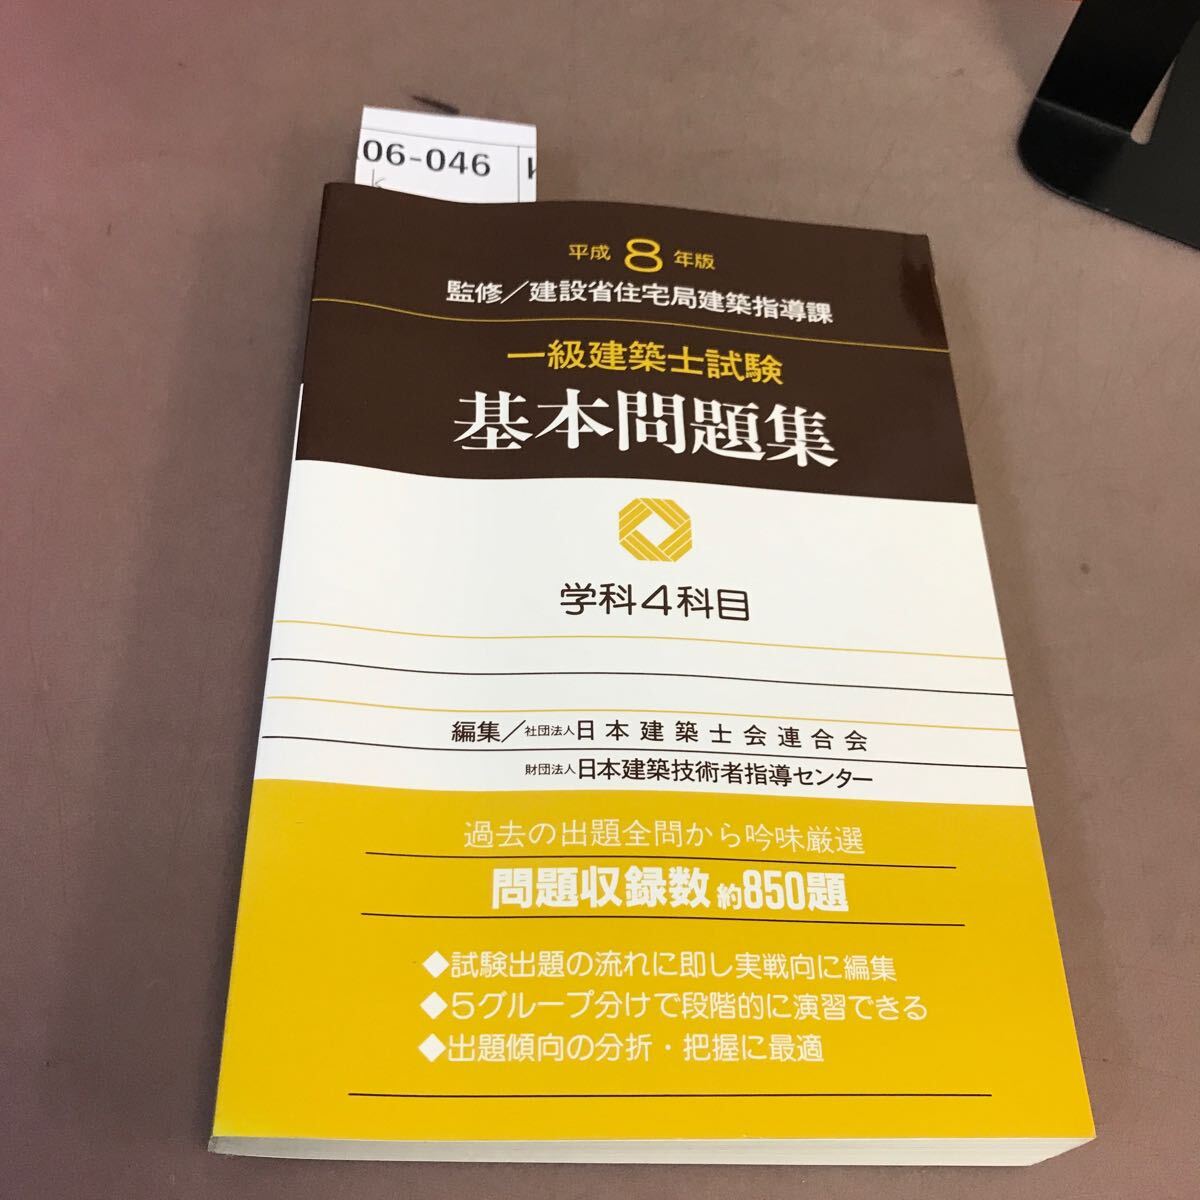 06-046
平成8年版
監修／建設省住宅局建築指導課
一級建築士試験
基本問題集
学科4科目
編集／社団法人日本建築士会連合会
財団法人日本建築技術者指導センター
過去の出題全問から吟味厳選
問題収録数 約850題
◆試験出題の流れに即し実戦向に編集
◆5グループ分けで段階的に演習できる
◆出題傾向の分折・把握に最適